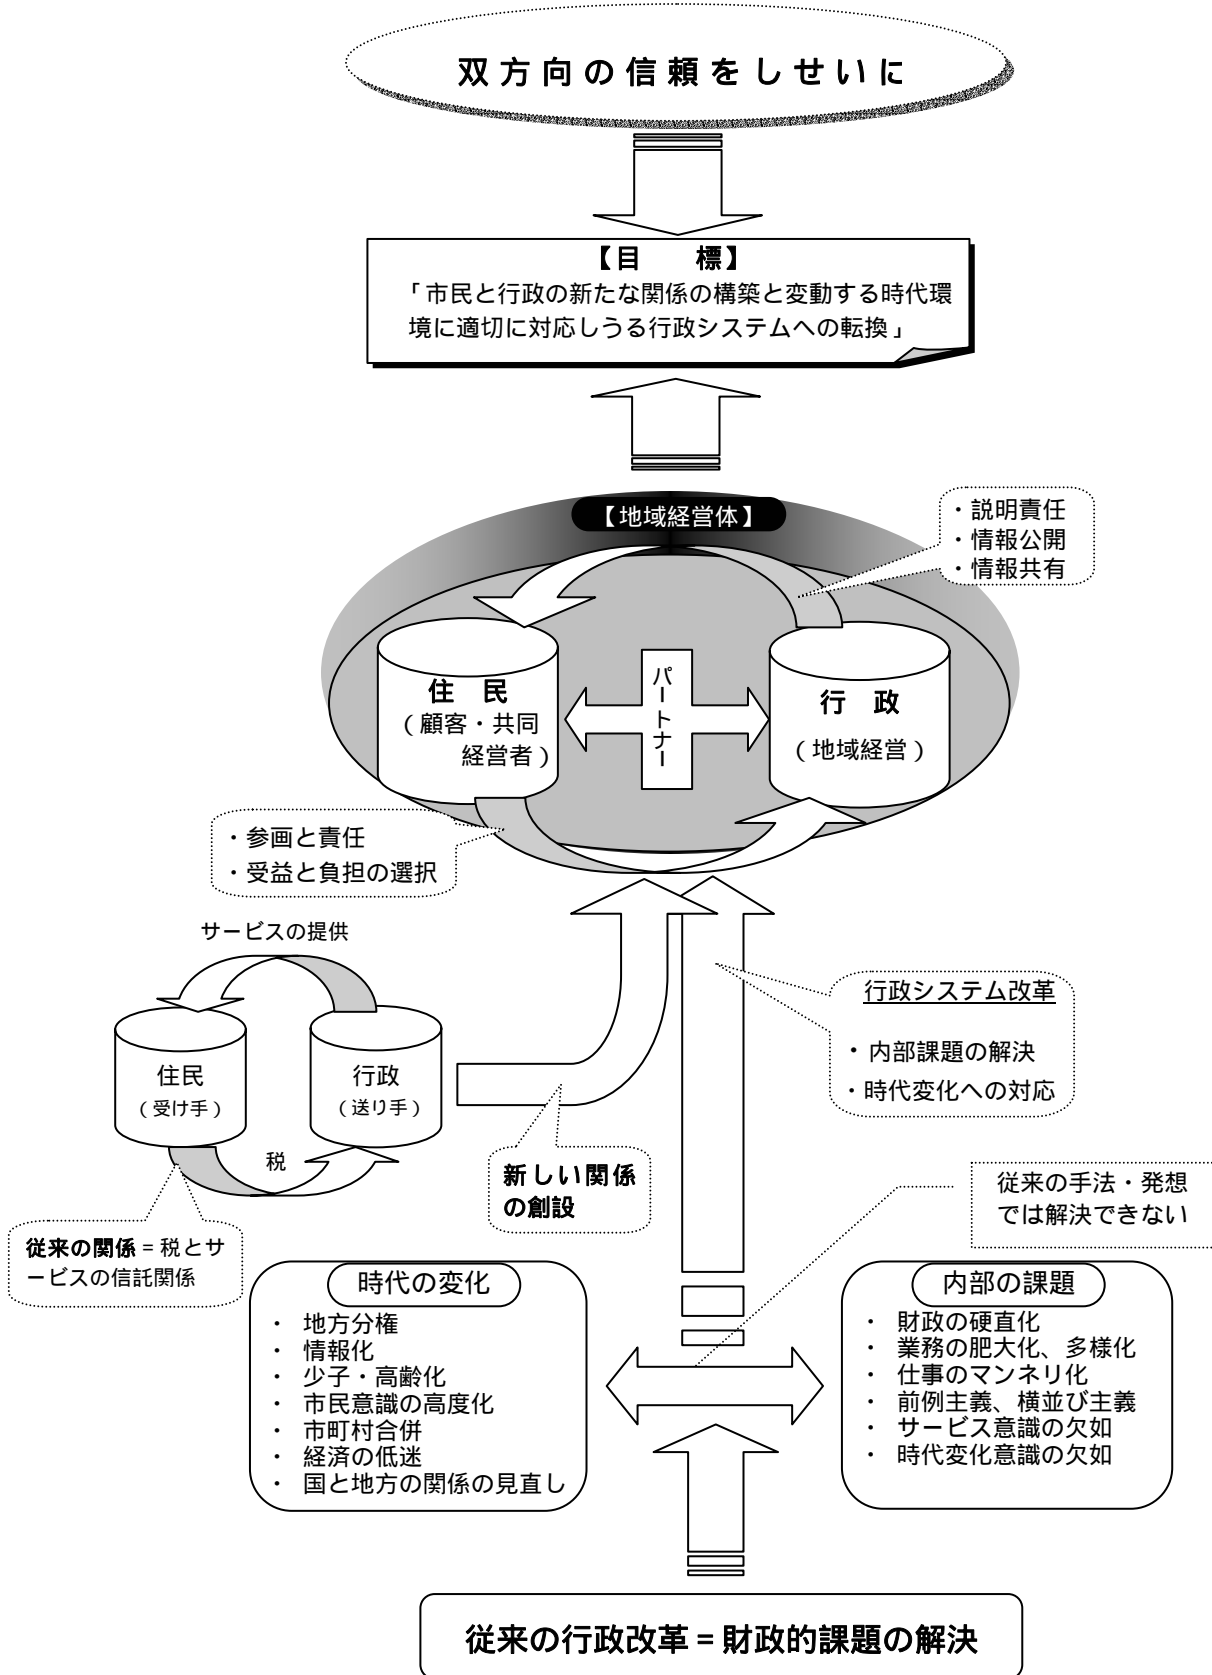 双方向の信頼をしせいに
【目　　標】
「市民と行政の新たな関係の構築と変動する時代環
境に適切に対応しうる行政システムへの転換」
【地域経営体】
・説明責任
・情報公開
・情報共有
住　民
（顧客・共同
経営者）
パートナー
行　政
（地域経営）
・参画と責任
・受益と負担の選択
サービスの提供
住民
（受け手）
行政
（送り手）
税
従来の関係＝税とサ
ービスの信託関係
新しい関係
の創設
行政システム改革
・内部課題の解決
・時代変化への対応
従来の手法・発想
では解決できない
時代の変化
・ 地方分権
・ 情報化
・ 少子・高齢化
・ 市民意識の高度化
・ 市町村合併
・ 経済の低迷
・ 国と地方の関係の見直し
内部の課題
・ 財政の硬直化
・ 業務の肥大化、多様化
・ 仕事のマンネリ化
・ 前例主義、横並び主義
・ サービス意識の欠如
・ 時代変化意識の欠如
従来の行政改革＝財政的課題の解決